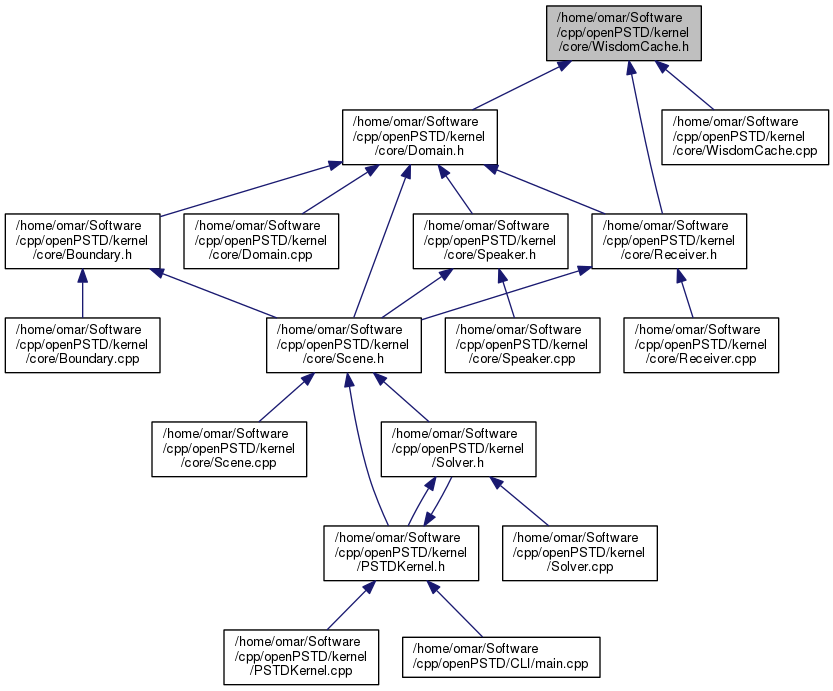 /home/omar/Software
/cpp/openPSTD/kernel
/core/WisdomCache.h
/home/omar/Software
/cpp/openPSTD/kernel
/core/Domain.h
/home/omar/Software
/cpp/openPSTD/kernel
/core/WisdomCache.cpp
/home/omar/Software
/cpp/openPSTD/kernel
/core/Boundary.h
/home/omar/Software
/cpp/openPSTD/kernel
/core/Domain.cpp
/home/omar/Software
/cpp/openPSTD/kernel
/core/Speaker.h
/home/omar/Software
/cpp/openPSTD/kernel
/core/Receiver.h
/home/omar/Software
/cpp/openPSTD/kernel
/core/Boundary.cpp
/home/omar/Software
/cpp/openPSTD/kernel
/core/Scene.h
/home/omar/Software
/cpp/openPSTD/kernel
/core/Speaker.cpp
/home/omar/Software
/cpp/openPSTD/kernel
/core/Receiver.cpp
/home/omar/Software
/cpp/openPSTD/kernel
/core/Scene.cpp
/home/omar/Software
/cpp/openPSTD/kernel
/Solver.h
/home/omar/Software
/cpp/openPSTD/kernel
/PSTDKernel.h
/home/omar/Software
/cpp/openPSTD/kernel
/Solver.cpp
/home/omar/Software
/cpp/openPSTD/kernel
/PSTDKernel.cpp
/home/omar/Software
/cpp/openPSTD/CLI/main.cpp